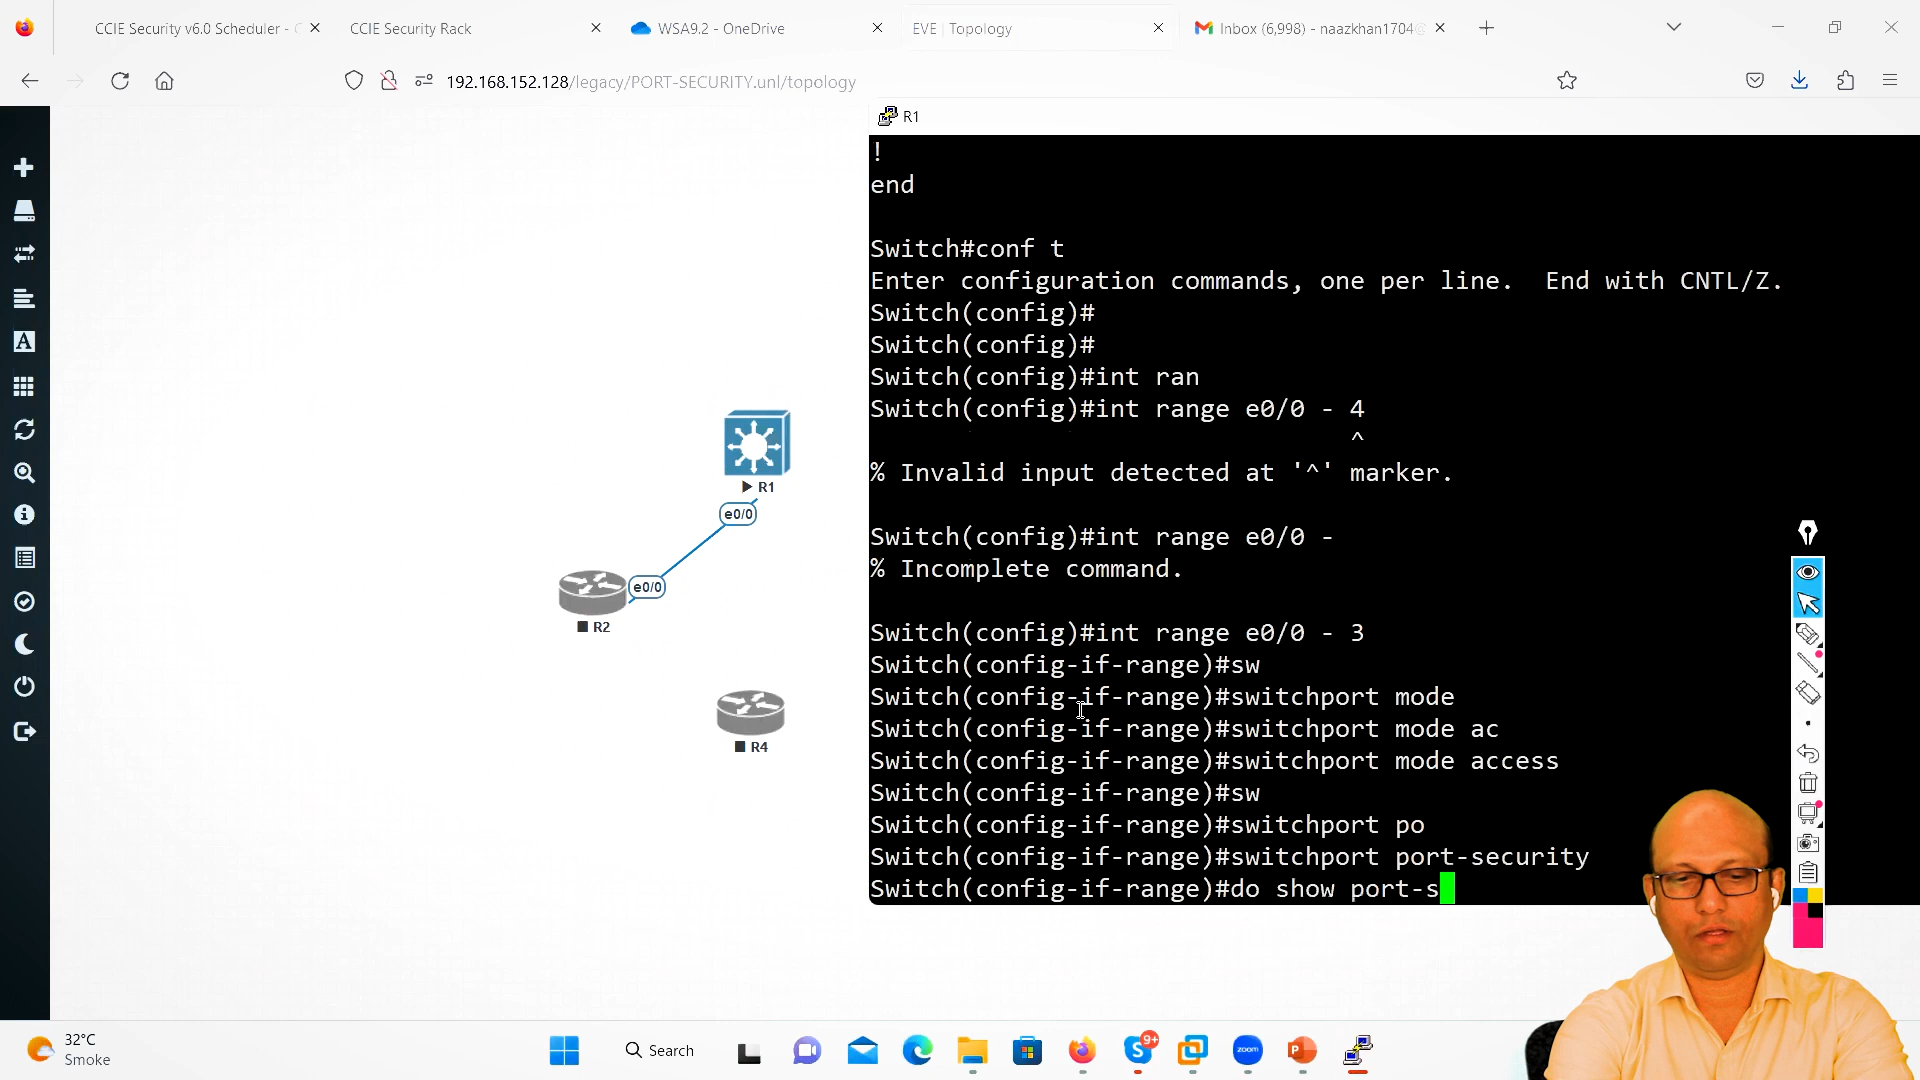 CCIE Security v6.0 Scheduler - C
CCIE Security Rack
WSA9.2 - OneDrive
EVE | Topology
Inbox (6,998) - naazkhan1704@
192.168.152.128/legacy/PORT-SECURITY.unl/topology
R1
!
end
Switch#conf t
Enter configuration commands, one per line.  End with CNTL/Z.
Switch(config)#
Switch(config)#
Switch(config)#int ran
Switch(config)#int range e0/0 - 4
^
% Invalid input detected at '^' marker.
Switch(config)#int range e0/0 -
% Incomplete command.
Switch(config)#int range e0/0 - 3
Switch(config-if-range)#sw
Switch(config-if-range)#switchport mode
Switch(config-if-range)#switchport mode ac
Switch(config-if-range)#switchport mode access
Switch(config-if-range)#sw
Switch(config-if-range)#switchport po
Switch(config-if-range)#switchport port-security
Switch(config-if-range)#do show port-s
R1
e0/0
e0/0
R2
R4
A
32°C
Smoke
Search
9+
zoom
P